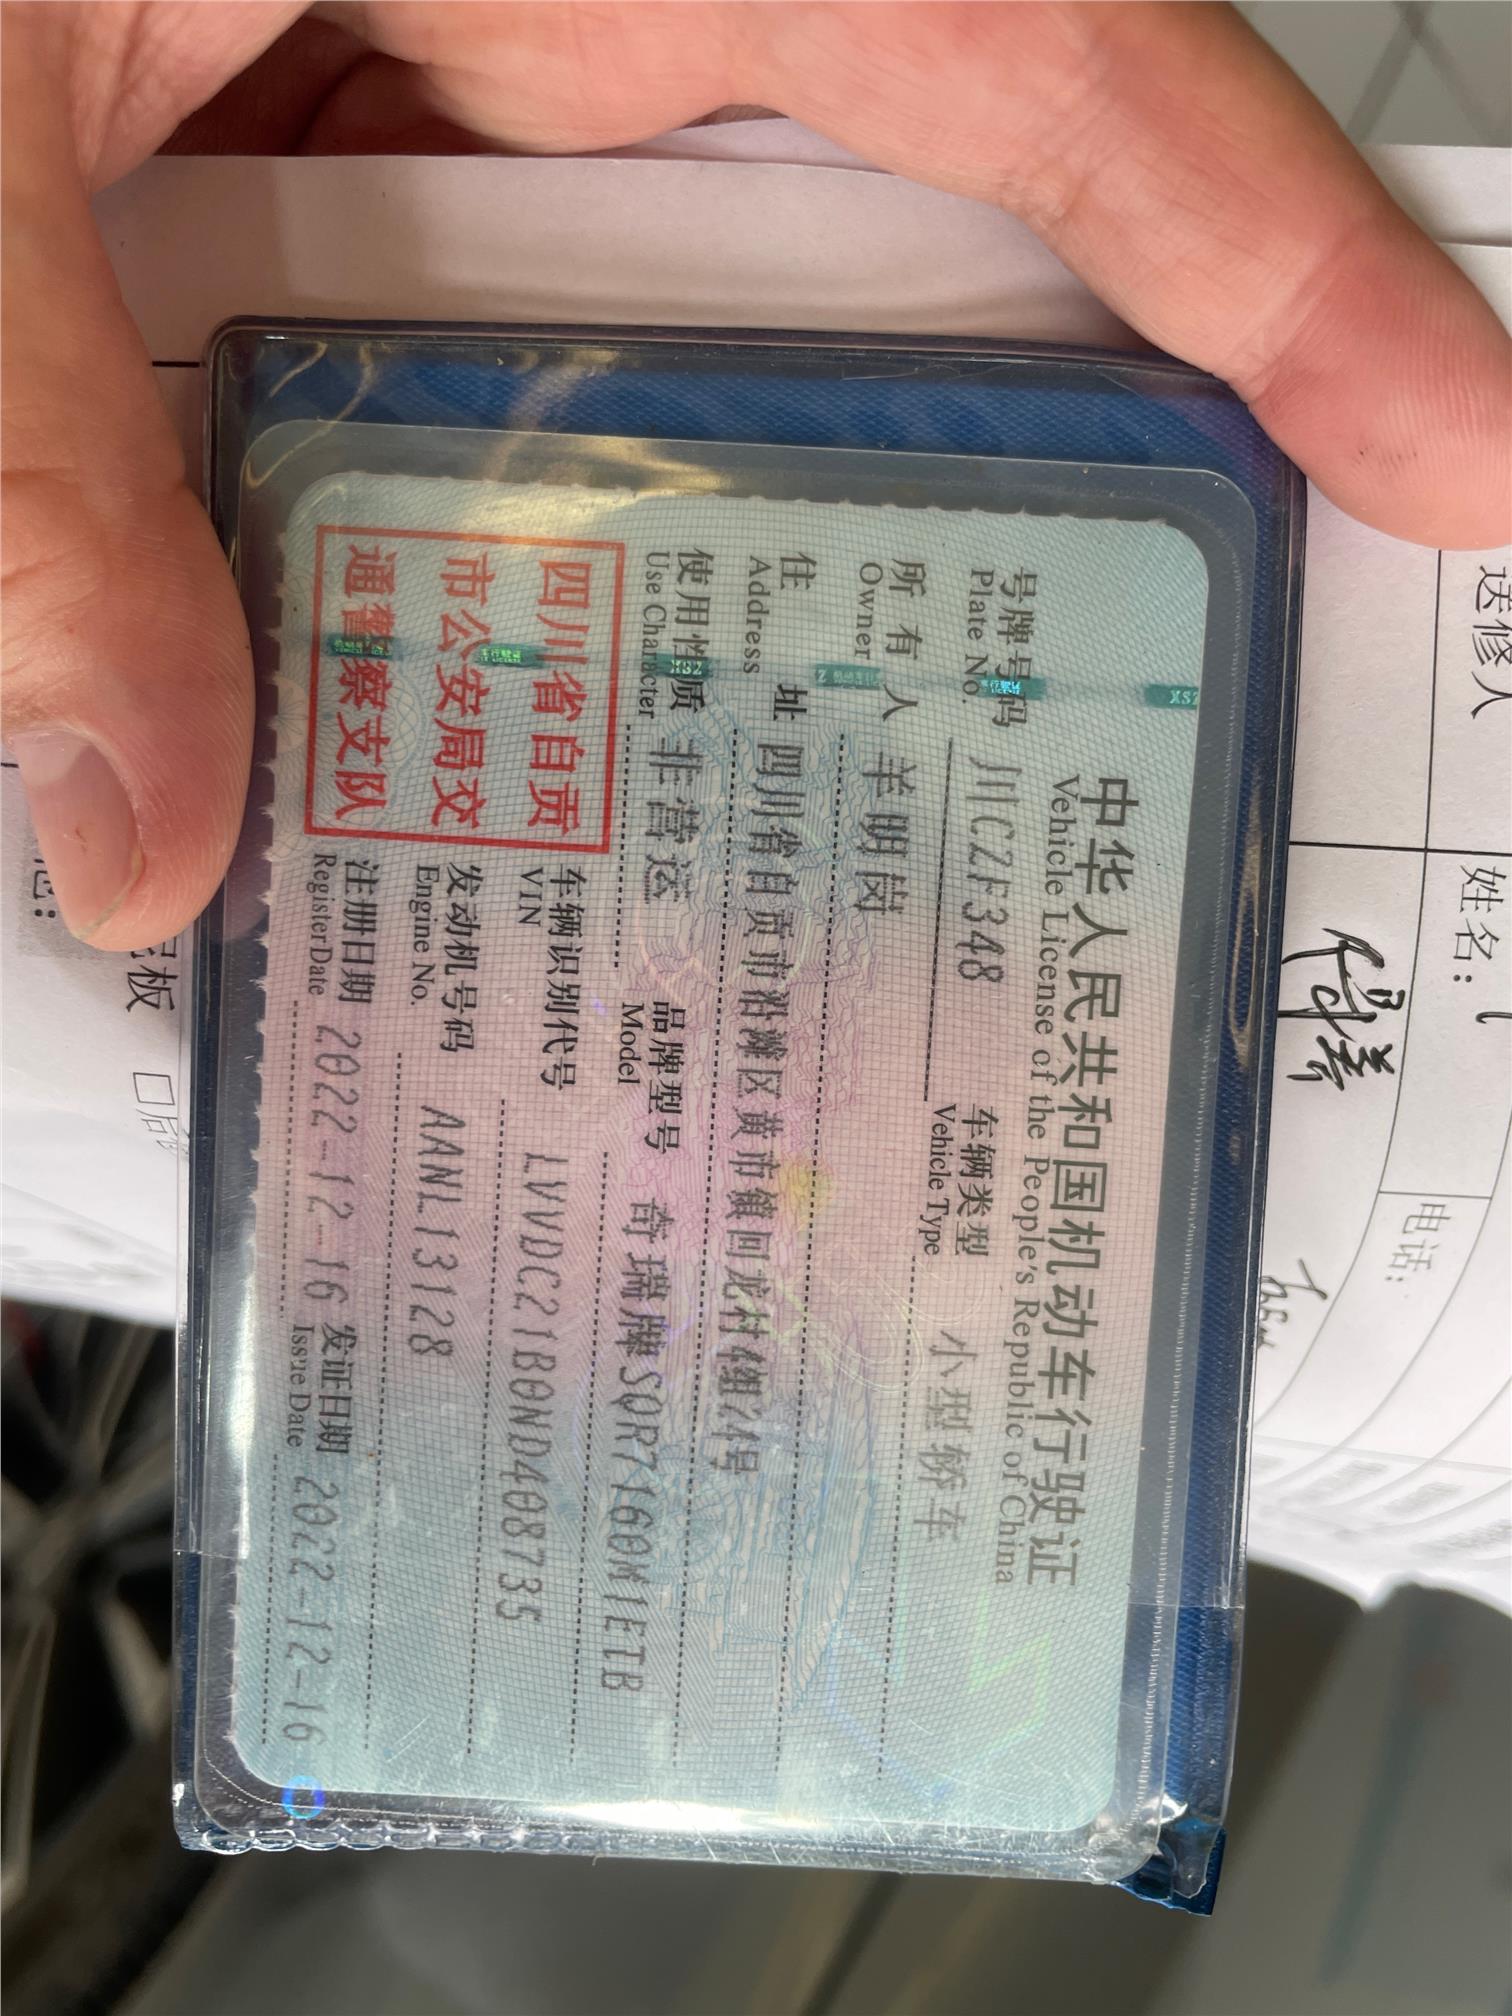 中华人民共和国机动车行驶证
Vehicle License of the People's Republic of China
号牌号码 川CZF348 车辆类型 小型轿车
Plate No. Vehicle Type
所有人 羊明岗
Owner
住址 四川省自贡市沿滩区黄市镇回龙村4组24号
Address
使用性质 非营运 品牌型号 奇瑞牌SQR7160M1ETB
Use Character Model
四川省自贡
市公安局交
通警察支队
车辆识别代号 LVVDC21B0ND408735
VIN
发动机号码 AANL13128
Engine No.
注册日期 2022-12-16 发证日期 2022-12-16
Register Date Issue Date
送修人
姓名：
电话：